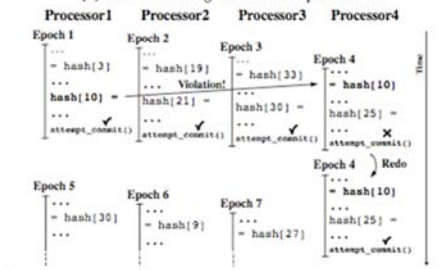 Processor1 Processor2 Processor3 Processor4
Epoch 1
...
= hash[3]
...
hash[10] =
...
attempt_commit()
Epoch 2
...
= hash[19]
...
hash[21] =
...
attempt_commit()
Epoch 3
...
= hash[33]
...
hash[30] =
...
attempt_commit()
Epoch 4
...
= hash[10]
...
hash[25] =
...
attempt_commit()
Violation!
Redo
Time
Epoch 5
...
= hash[30]
...
Epoch 6
...
= hash[9]
...
Epoch 7
...
= hash[27]
Epoch 4
...
= hash[10]
...
hash[25] =
...
attempt_commit()